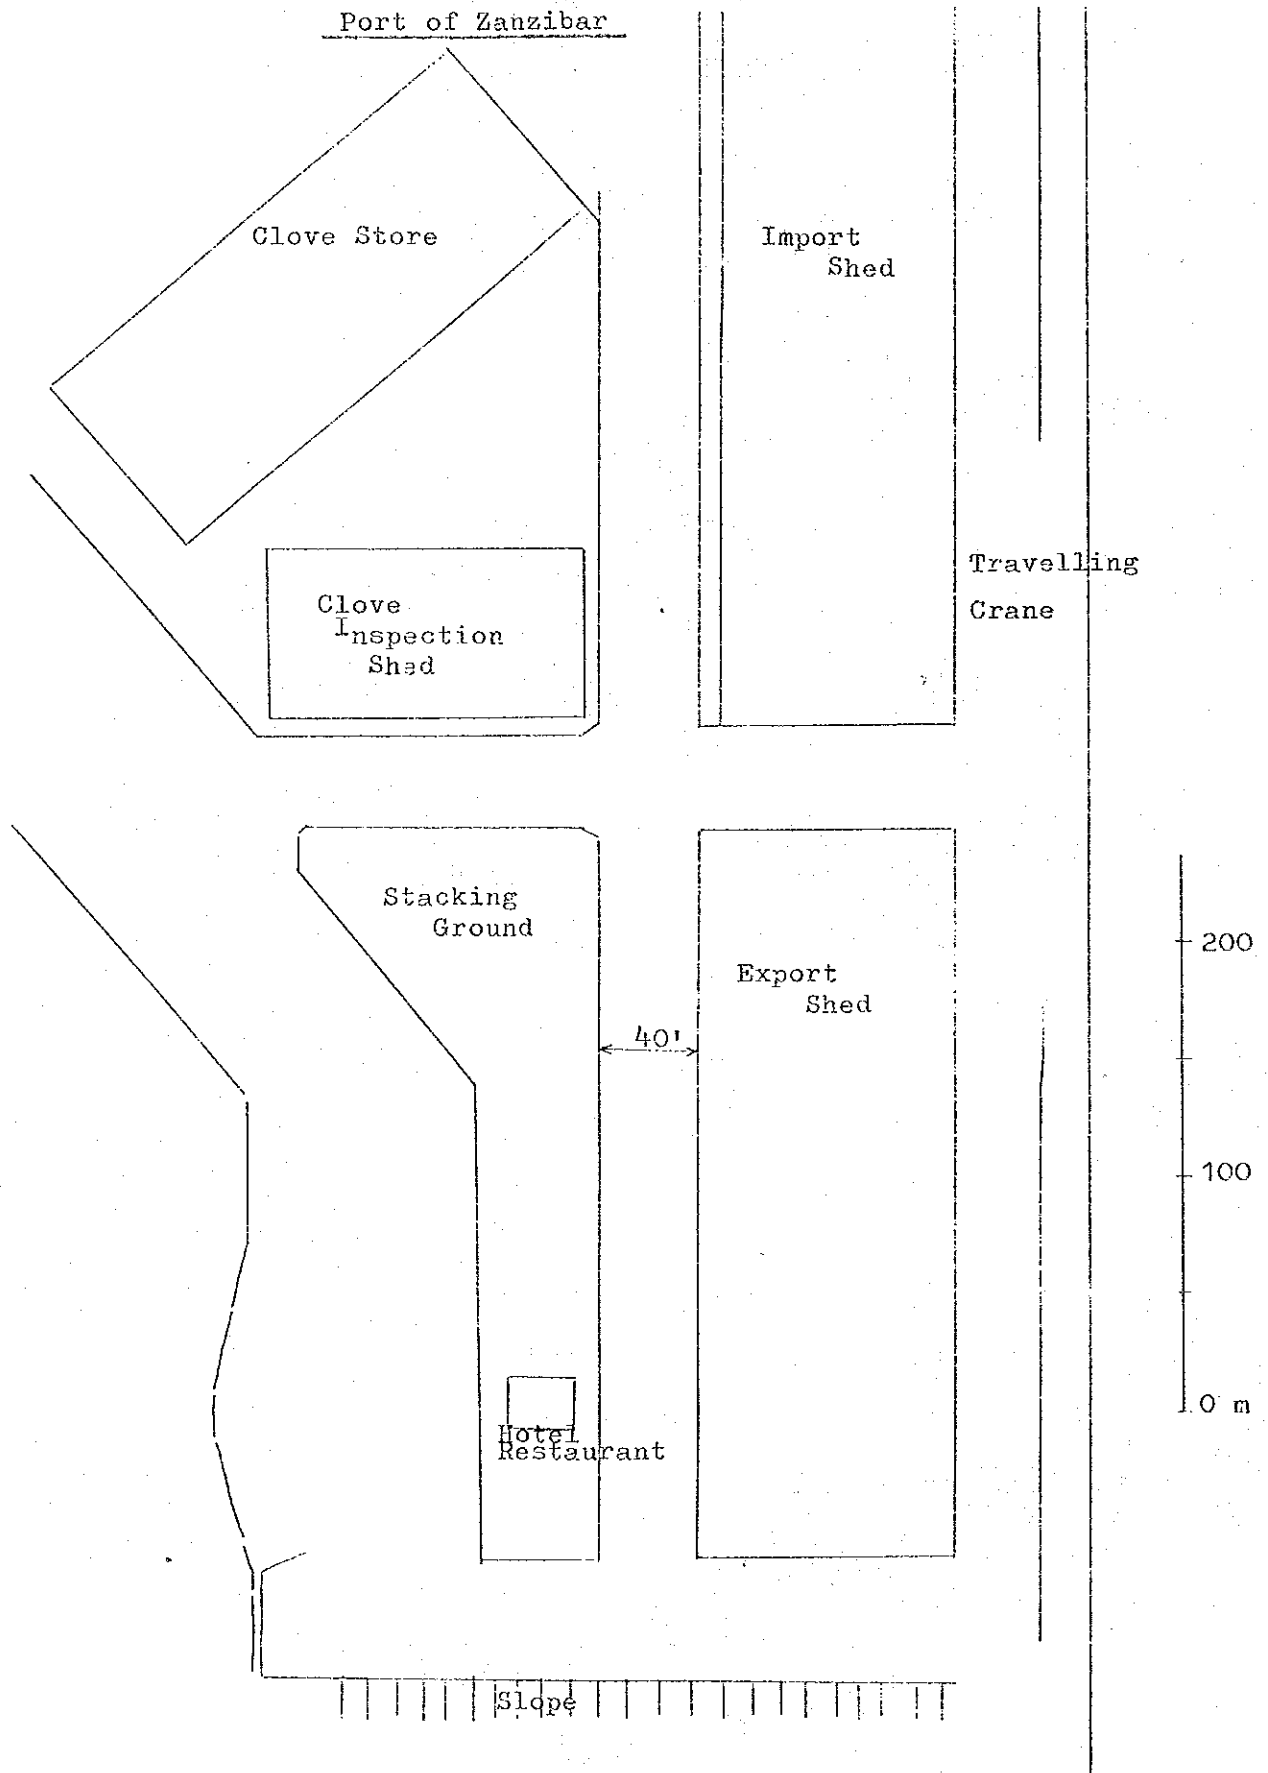 Port of Zanzibar
Clove Store
Import
Shed
Travelling
Crane
Clove
Inspection
Shed
Stacking
Ground
Export
Shed
200
40'
100
0 m
Hotel
Restaurant
Slope